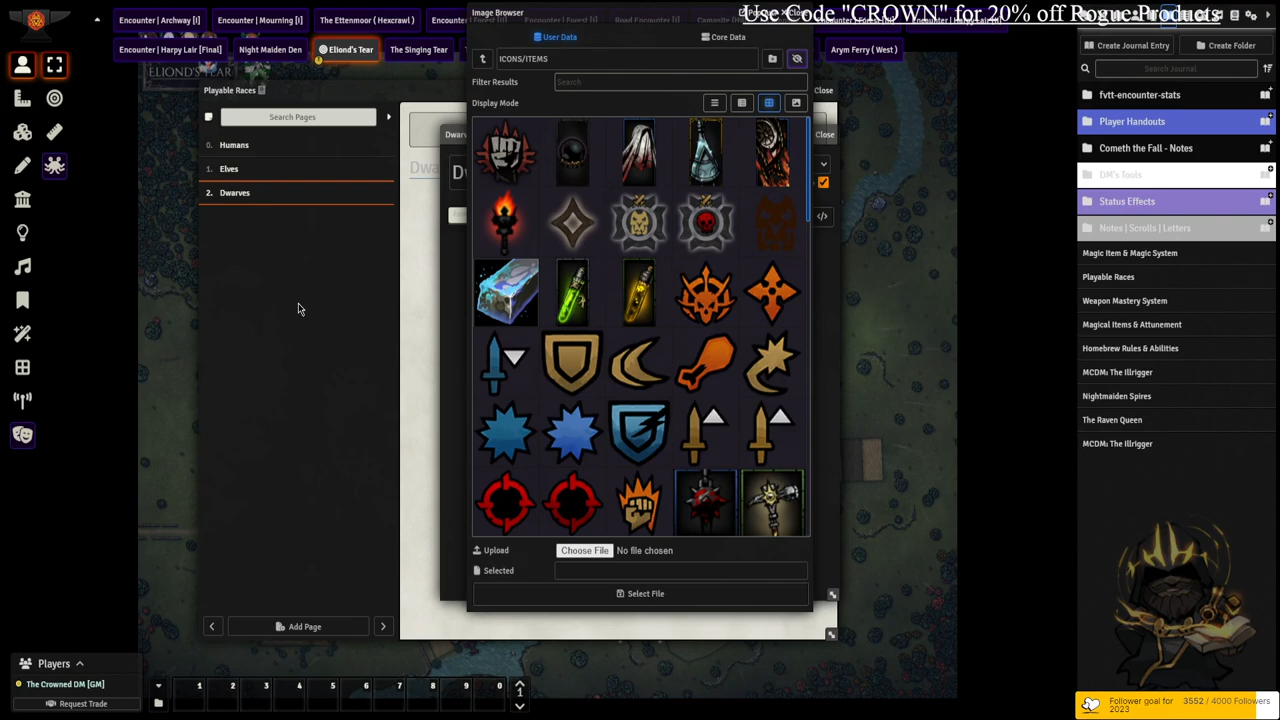 Encounter | Archway [I]
Encounter | Mourning [I]
The Ettenmoor ( Hexcrawl )
Image Browser
Use Code "CROWN" for 20% off Rogue Products
Encounter | Harpy Lair [Final]
Night Maiden Den
Eliond's Tear
The Singing Tear
Arym Ferry ( West )
User Data
Core Data
ELIOND'S TEAR
ICONS/ITEMS
Create Journal Entry
Create Folder
Search Journal
Playable Races
Filter Results
Search
Close
Display Mode
Search Pages
Close
0. Humans
1. Elves
2. Dwarves
fvtt-encounter-stats
Player Handouts
Cometh the Fall - Notes
DM's Tools
Status Effects
Notes | Scrolls | Letters
Magic Item & Magic System
Playable Races
Weapon Mastery System
Magical Items & Attunement
Homebrew Rules & Abilities
MCDM: The Illrigger
Nightmaiden Spires
The Raven Queen
MCDM: The Illrigger
Upload
Choose File No file chosen
Selected
Select File
Add Page
Players
The Crowned DM [GM]
Request Trade
1 2 3 4 5 6 7 8 9 0
1
Follower goal for 2023
3552 / 4000 Followers